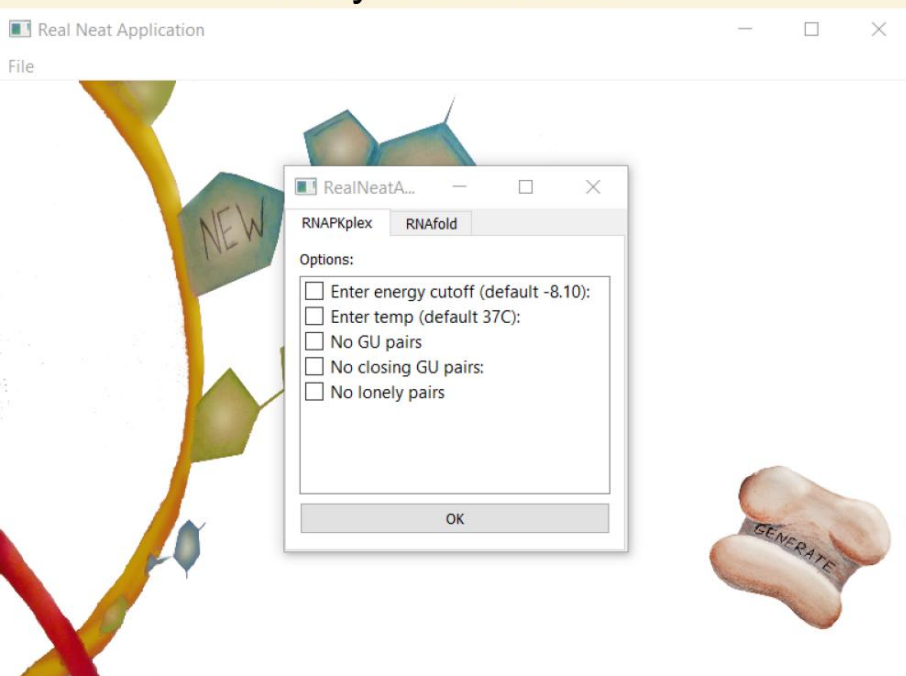 Real Neat Application
File
NEW
RealNeatA...
RNAPKplex RNAfold
Options:
Enter energy cutoff (default -8.10):
Enter temp (default 37C):
No GU pairs
No closing GU pairs:
No lonely pairs
OK
GENERATE